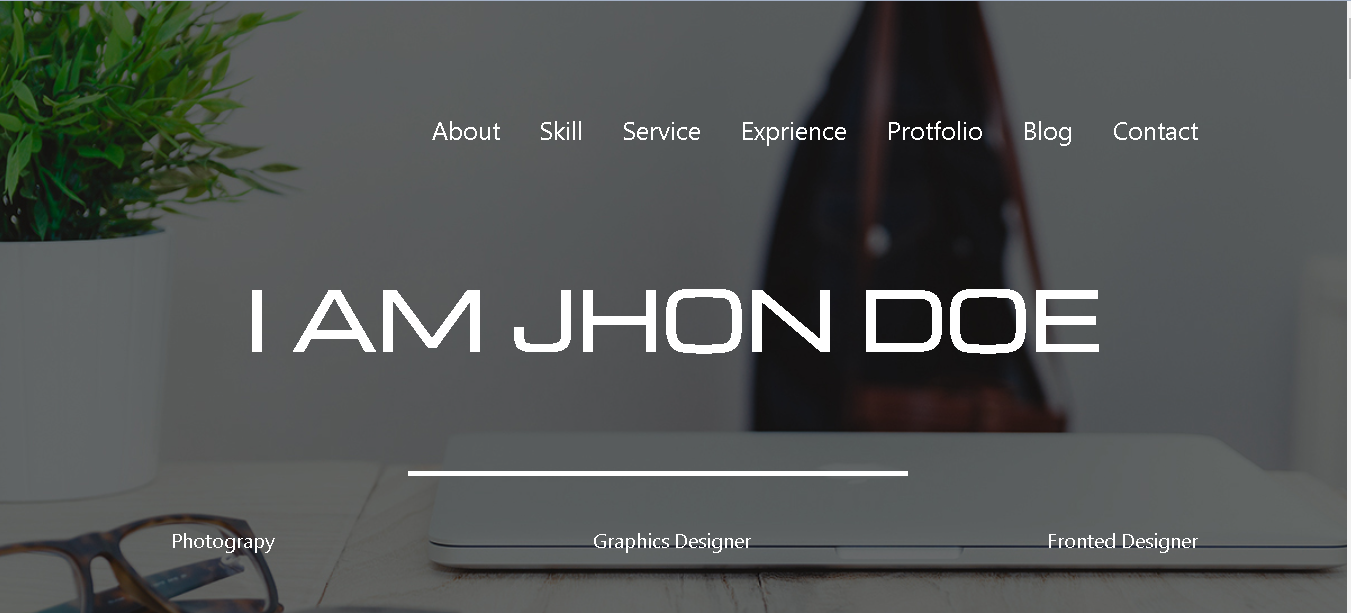 About Skill Service Exprience Protfolio Blog Contact
I AM JHON DOE
Photograpy Graphics Designer Fronted Designer